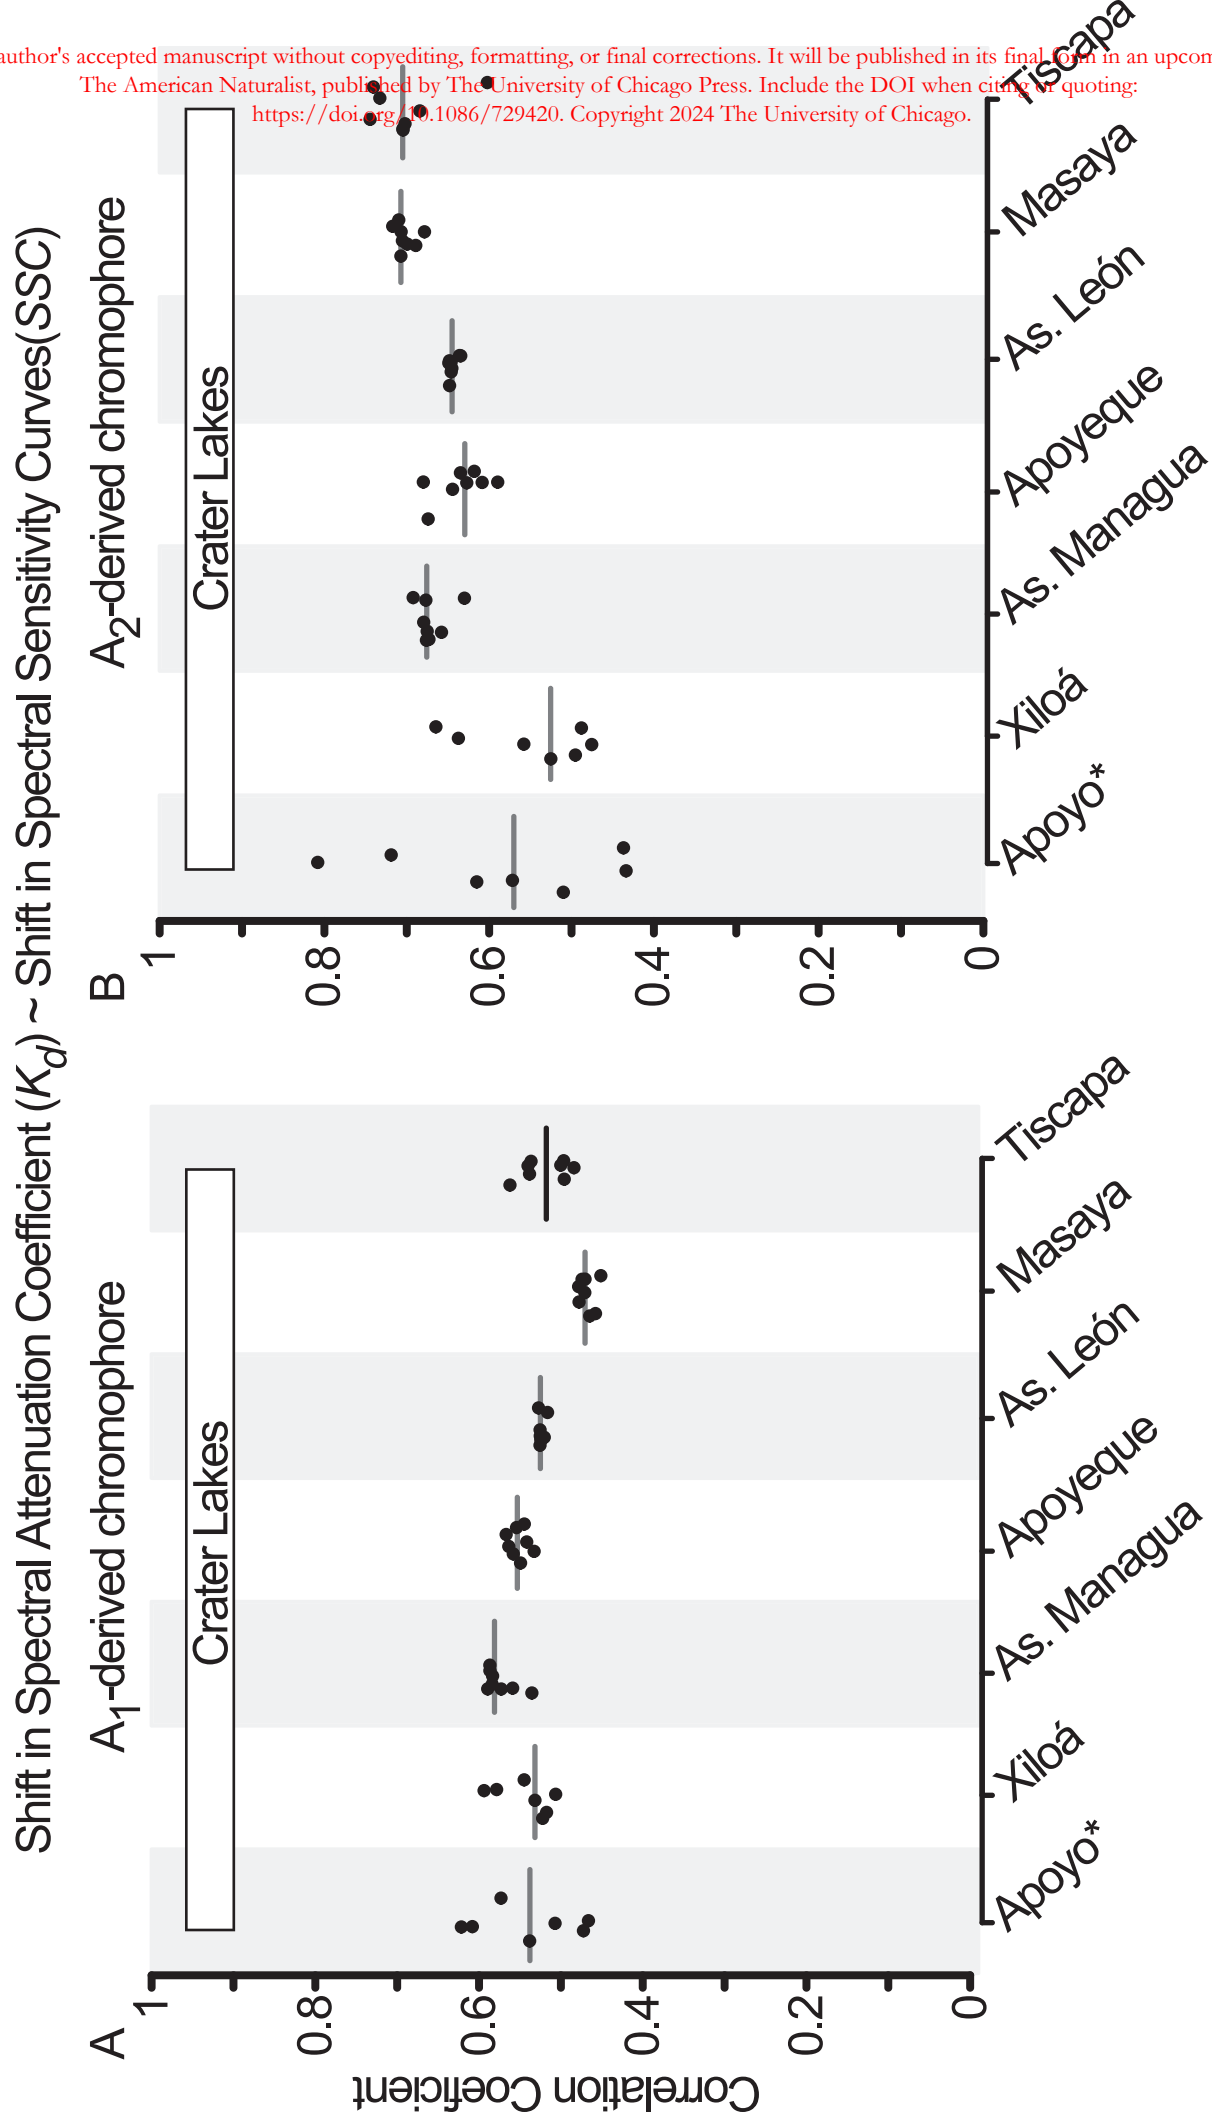 author's accepted manuscript without copyediting, formatting, or final corrections. It will be published in its final form in an upcom
The American Naturalist, published by The University of Chicago Press. Include the DOI when citing or quoting:
https://doi.org/10.1086/729420. Copyright 2024 The University of Chicago.
Shift in Spectral Attenuation Coefficient (Kd) ~ Shift in Spectral Sensitivity Curves(SSC)
A
A1-derived chromophore
Crater Lakes
Correlation Coeficient
1
0.8
0.6
0.4
0.2
0
Apoyo*
Xiloá
As. Managua
Apoyeque
As. León
Masaya
Tiscapa
B
A2-derived chromophore
Crater Lakes
1
0.8
0.6
0.4
0.2
0
Apoyo*
Xiloá
As. Managua
Apoyeque
As. León
Masaya
Tiscapa